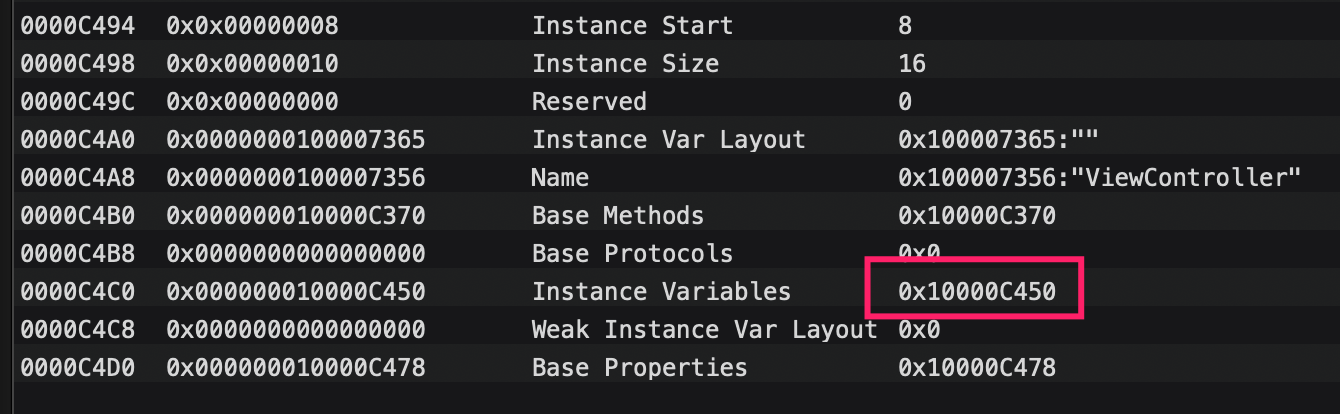 0000C494 0x0x00000008 Instance Start 8
0000C498 0x0x00000010 Instance Size 16
0000C49C 0x0x00000000 Reserved 0
0000C4A0 0x0000000100007365 Instance Var Layout 0x100007365:""
0000C4A8 0x0000000100007356 Name 0x100007356:"ViewController"
0000C4B0 0x000000010000C370 Base Methods 0x10000C370
0000C4B8 0x0000000000000000 Base Protocols 0x0
0000C4C0 0x000000010000C450 Instance Variables 0x10000C450
0000C4C8 0x0000000000000000 Weak Instance Var Layout 0x0
0000C4D0 0x000000010000C478 Base Properties 0x10000C478